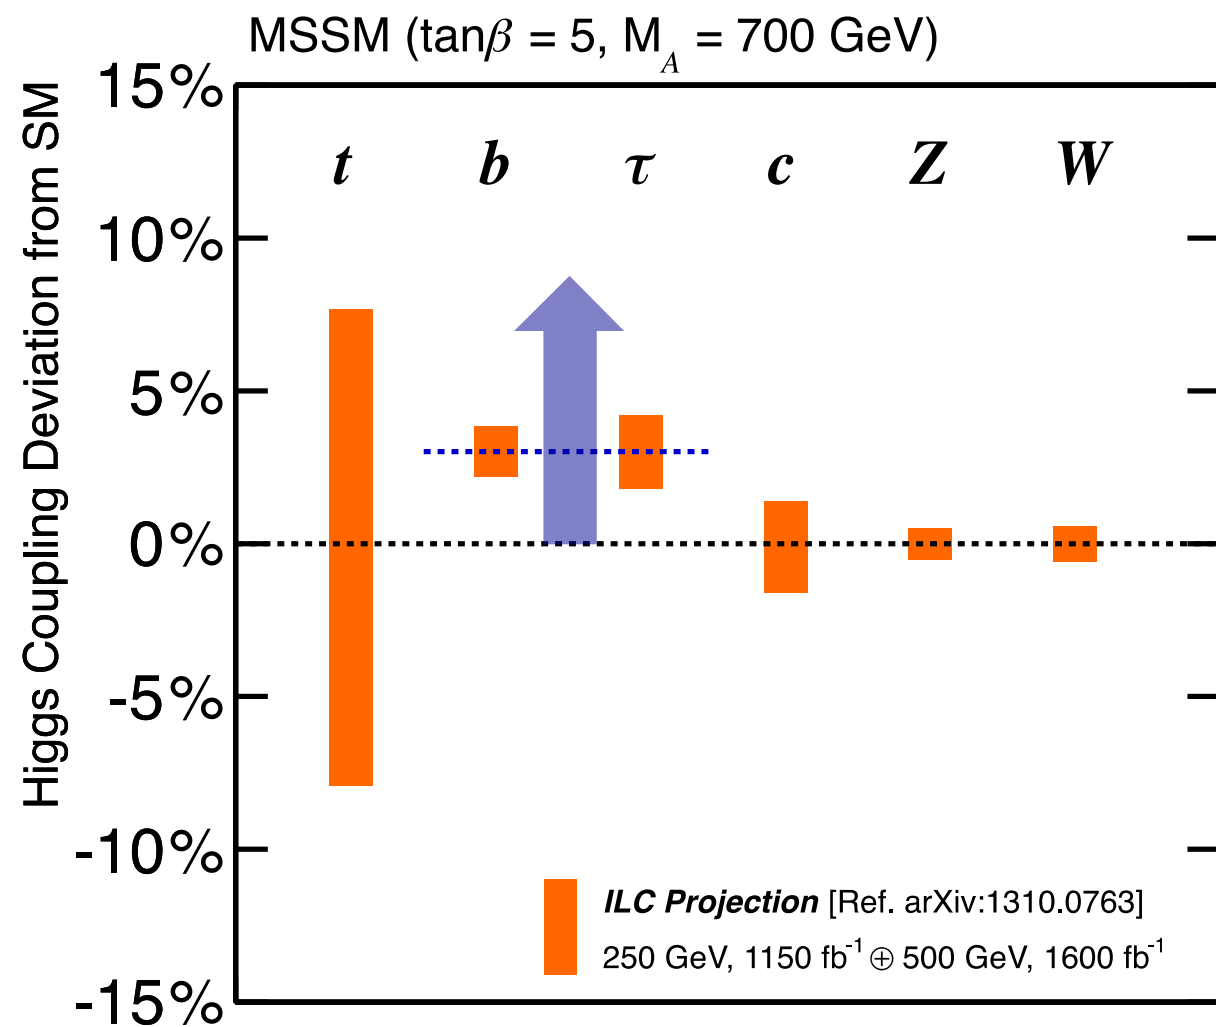 MSSM (tanβ = 5, M_A = 700 GeV)
Higgs Coupling Deviation from SM
15%
10%
5%
0%
-5%
-10%
-15%
t b τ c Z W
ILC Projection [Ref. arXiv:1310.0763]
250 GeV, 1150 fb⁻¹ ⊕ 500 GeV, 1600 fb⁻¹